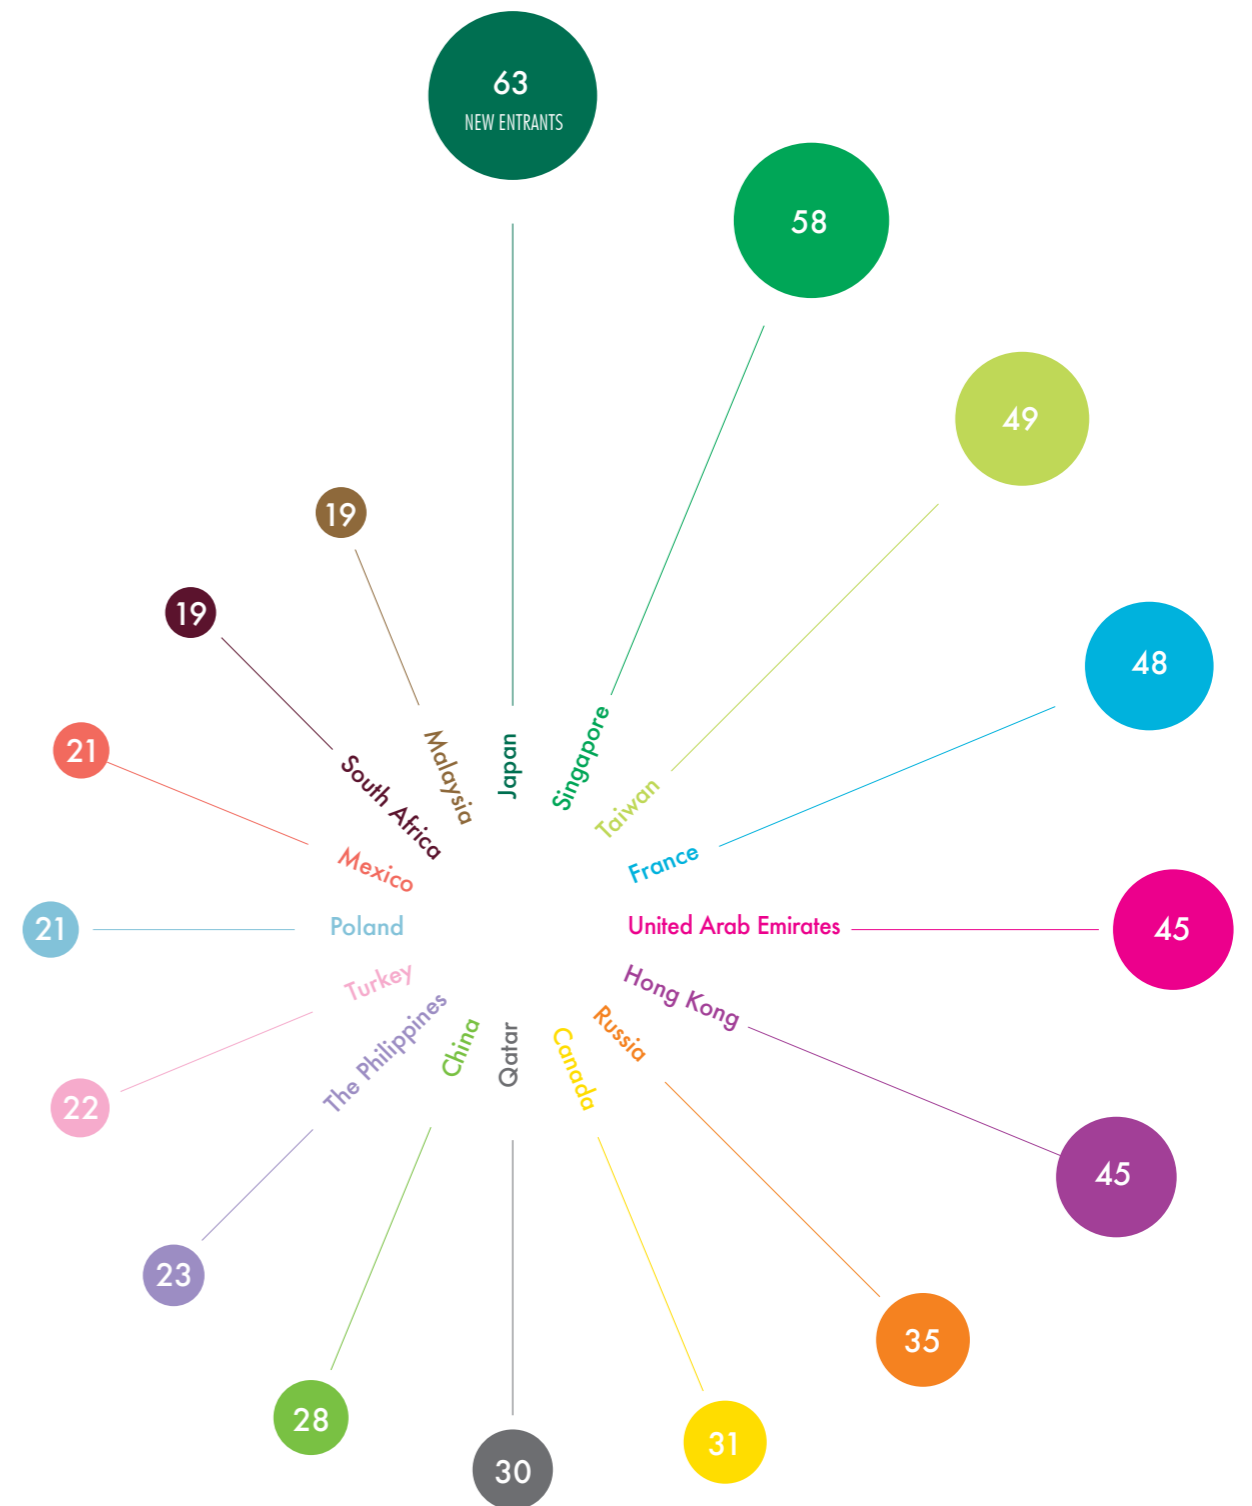 63
NEW ENTRANTS
58
49
48
45
45
35
31
30
28
23
22
21
21
19
19
Japan
Singapore
Taiwan
France
United Arab Emirates
Hong Kong
Russia
Canada
Qatar
China
The Philippines
Turkey
Poland
Mexico
South Africa
Malaysia